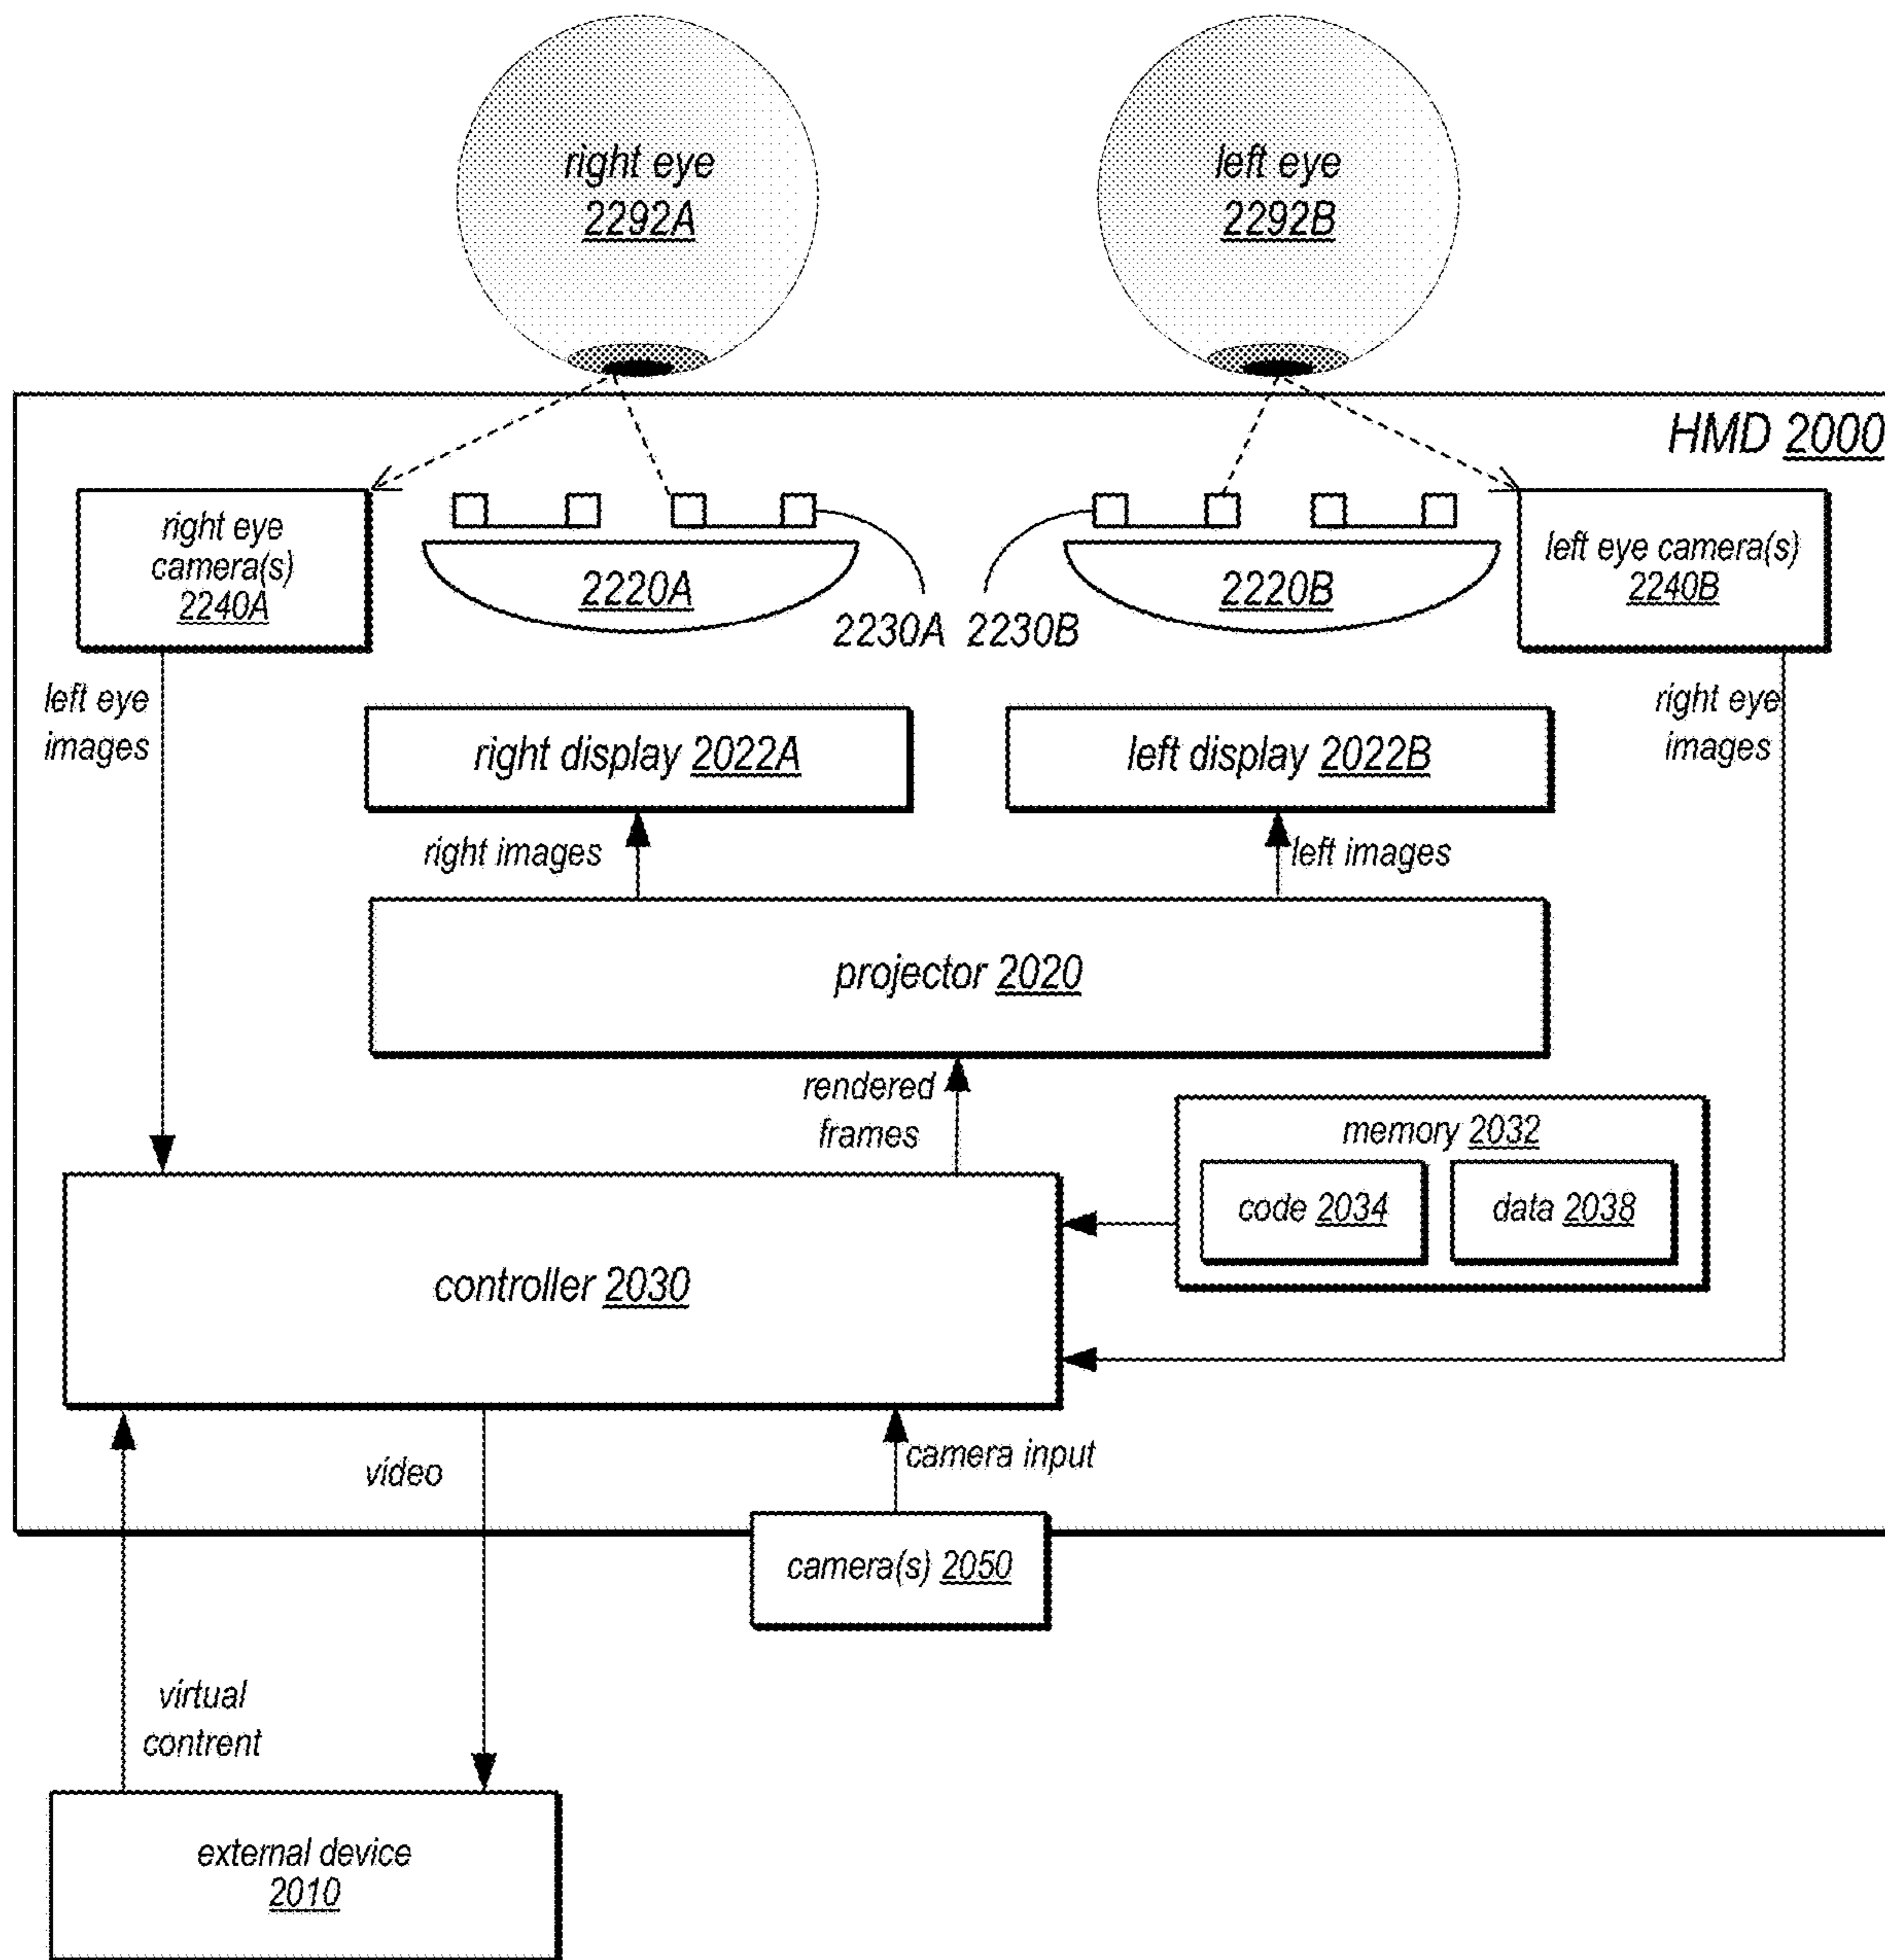 right eye
2292A
left eye
2292B
HMD 2000
right eye
camera(s)
2240A
2220A
2230A
2230B
2220B
left eye camera(s)
2240B
left eye
images
right eye
images
right display 2022A
left display 2022B
right images
left images
projector 2020
rendered
frames
memory 2032
code 2034
data 2038
controller 2030
video
camera input
camera(s) 2050
virtual
contrent
external device
2010